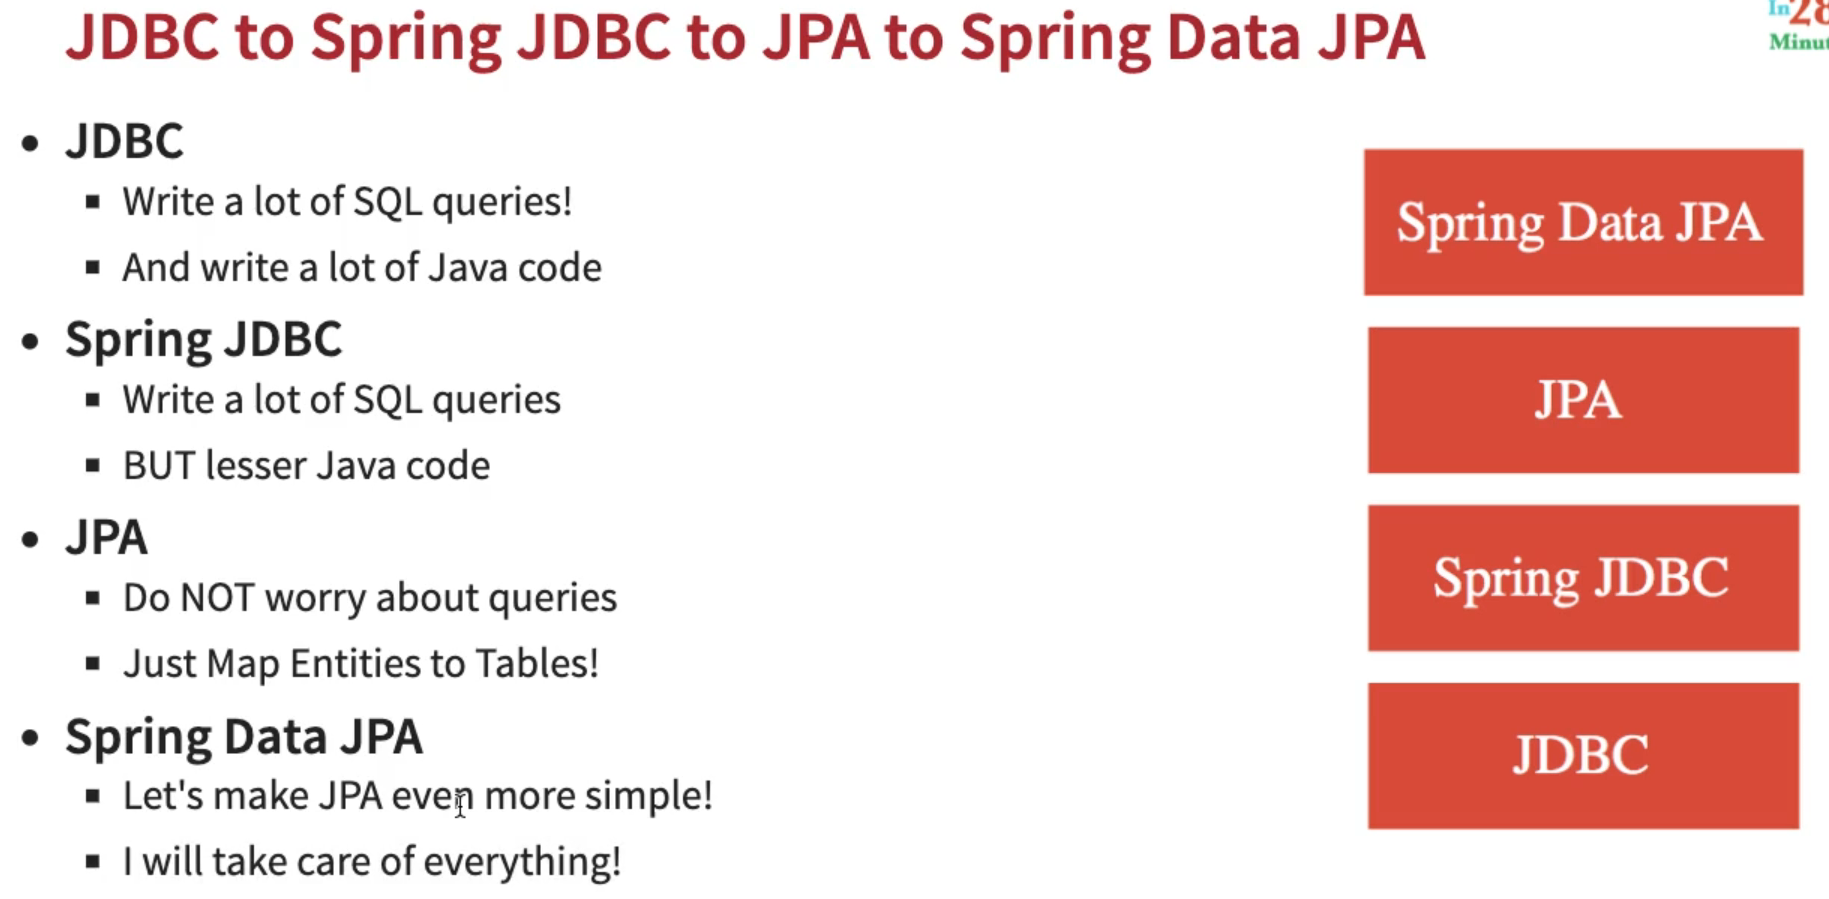 JDBC to Spring JDBC to JPA to Spring Data JPA
In28
Minut
JDBC
Write a lot of SQL queries!
And write a lot of Java code
Spring JDBC
Write a lot of SQL queries
BUT lesser Java code
JPA
Do NOT worry about queries
Just Map Entities to Tables!
Spring Data JPA
Let's make JPA even more simple!
I will take care of everything!
Spring Data JPA
JPA
Spring JDBC
JDBC